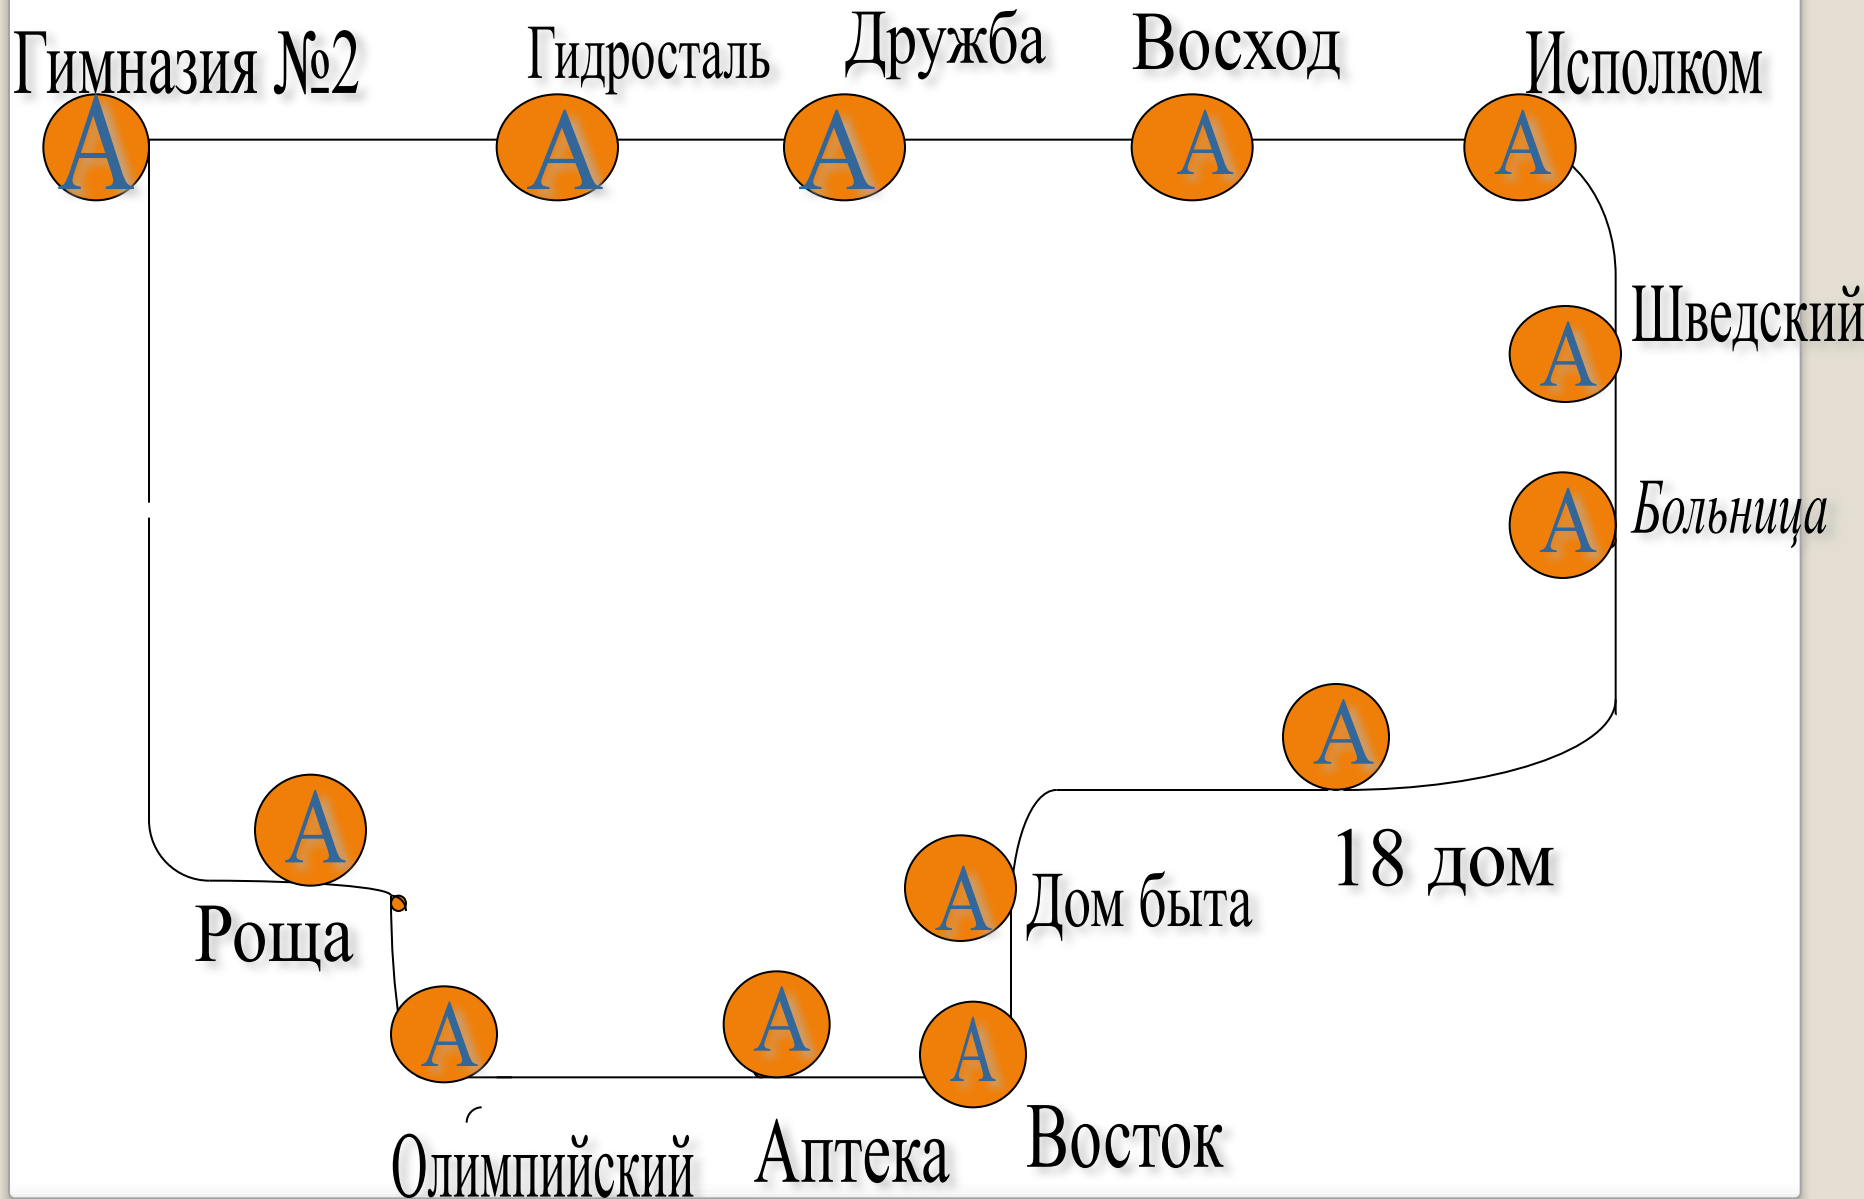 Гимназия №2
Гидросталь
Дружба
Восход
Исполком
А
А
А
А
А
Шведский
А
Больница
А
А
18 дом
А
Роща
А
Дом быта
А
А
А
Олимпийский
Аптека
Восток